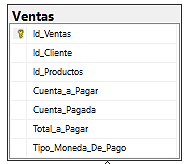 Ventas
Id_Ventas
Id_Cliente
Id_Productos
Cuenta_a_Pagar
Cuenta_Pagada
Total_a_Pagar
Tipo_Moneda_De_Pago